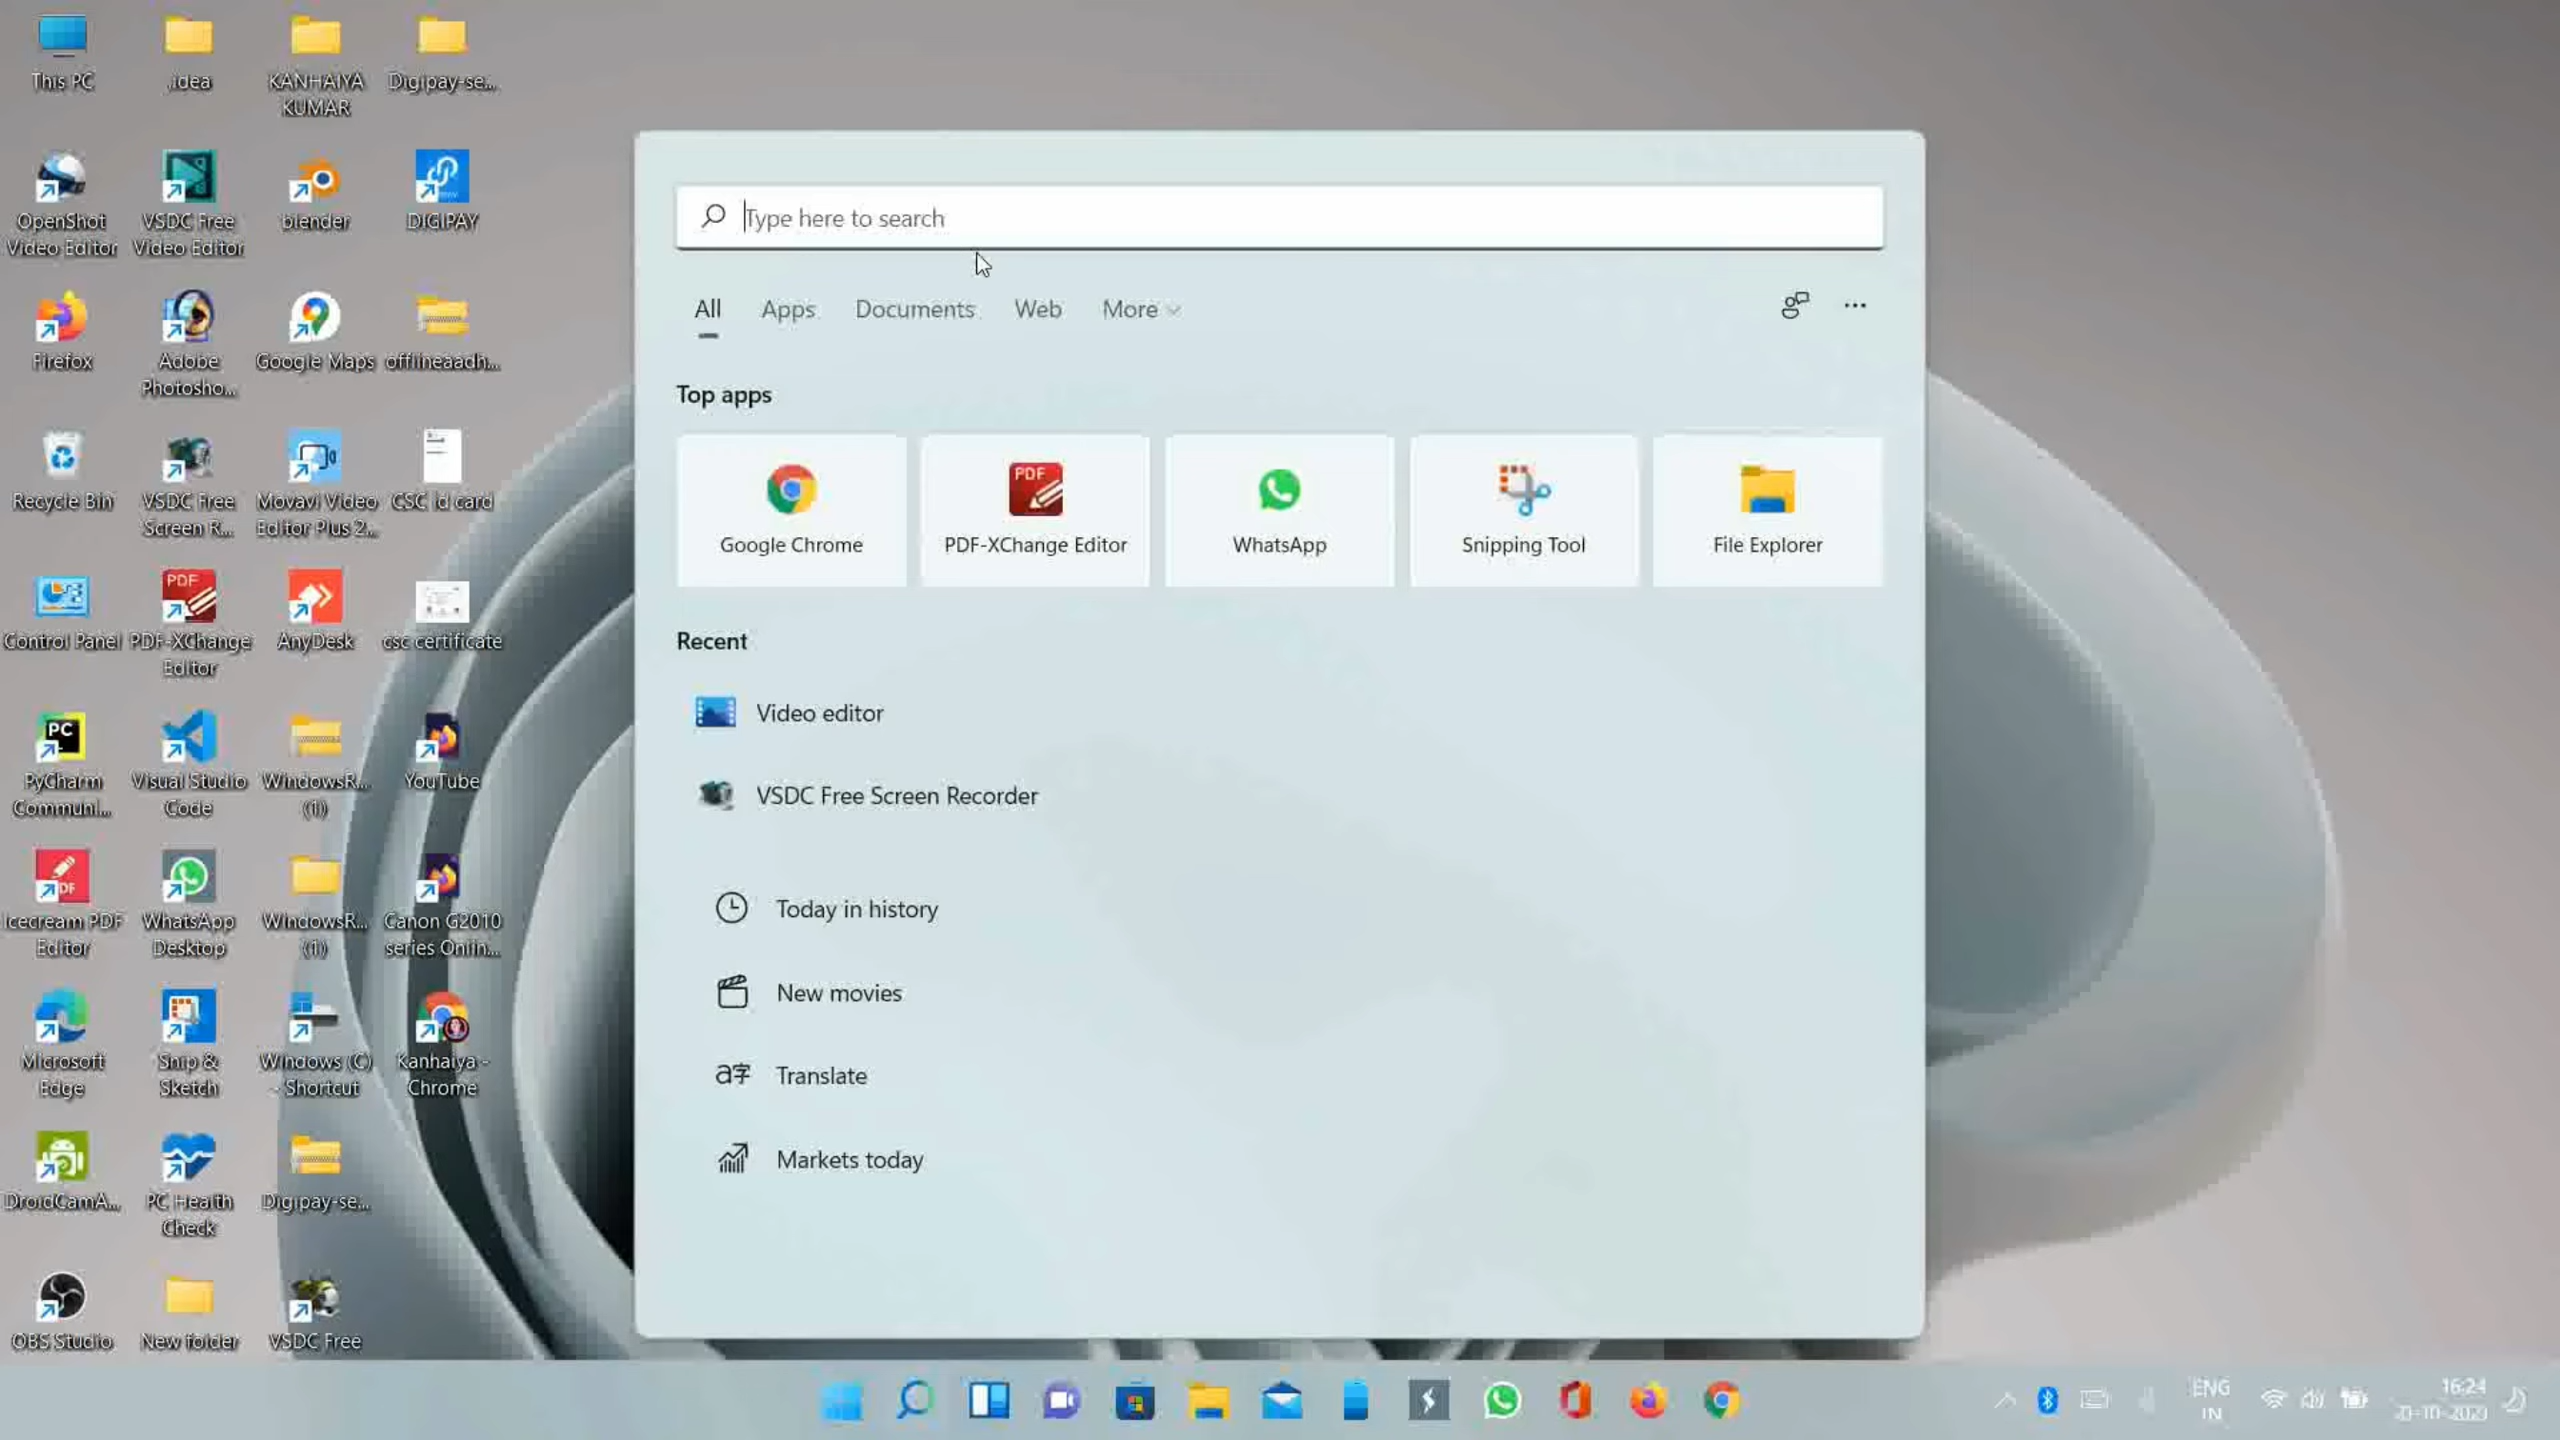 This PC
.idea
KANHAIYA
KUMAR
Digipay-se...
OpenShot
Video Editor
VSDC Free
Video Editor
blender
DIGIPAY
Firefox
Adobe
Photosho...
Google Maps
offlineaadh...
Recycle Bin
VSDC Free
Screen R...
Movavi Video
Editor Plus 2...
CSC id card
Control Panel
PDF-XChange
Editor
AnyDesk
csc certificate
PyCharm
Communi...
Visual Studio
Code
WindowsR...
(1)
YouTube
Icecream PDF
Editor
WhatsApp
Desktop
WindowsR...
(1)
Canon G2010
series Onlin...
Microsoft
Edge
Snip &
Sketch
Windows (C)
- Shortcut
Kanhaiya -
Chrome
DroidCamA...
PC Health
Check
Digipay-se...
OBS Studio
New folder
VSDC Free
Type here to search
All
Apps
Documents
Web
More
Top apps
Google Chrome
PDF-XChange Editor
WhatsApp
Snipping Tool
File Explorer
Recent
Video editor
VSDC Free Screen Recorder
Today in history
New movies
Translate
Markets today
ENG
IN
16:24